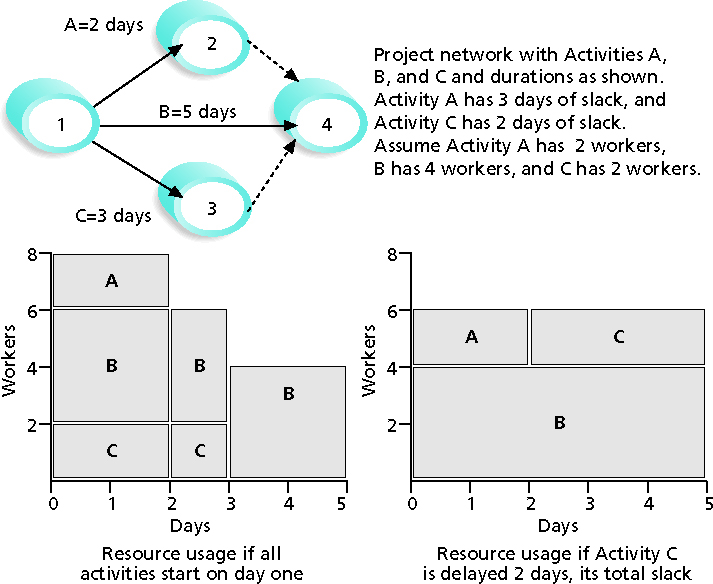 A=2 days
2
Project network with Activities A,
B, and C and durations as shown.
Activity A has 3 days of slack, and
Activity C has 2 days of slack.
Assume Activity A has 2 workers,
B has 4 workers, and C has 2 workers.
1
B=5 days
4
C=3 days
3
8
6
4
2
Workers
A
B
B
B
C
C
0
1
2
3
4
5
Days
Resource usage if all
activities start on day one
8
6
4
2
Workers
A
C
B
0
1
2
3
4
5
Days
Resource usage if Activity C
is delayed 2 days, its total slack